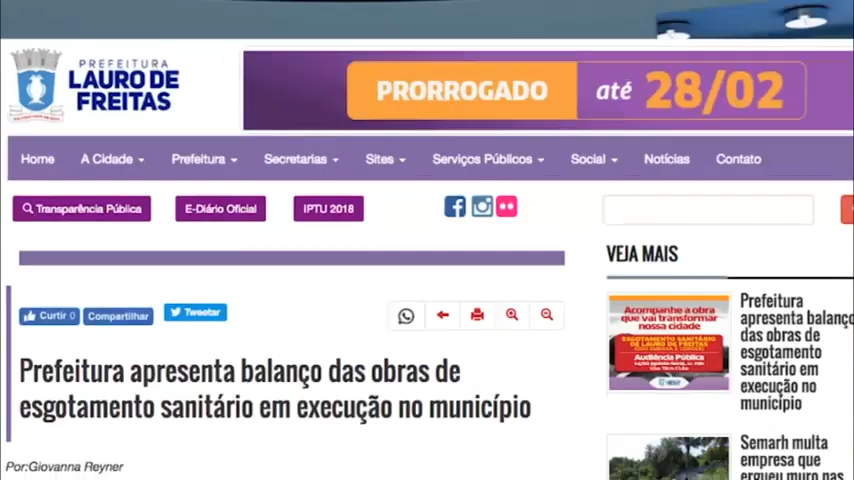 PREFEITURA
LAURO DE
FREITAS
PRORROGADO até 28/02
Home A Cidade Prefeitura Secretarias Sites Serviços Públicos Social Notícias Contato
Transparência Pública E-Diário Oficial IPTU 2018
VEJA MAIS
Curtir 0 Compartilhar Tweetar
Prefeitura apresenta balanço das obras de
esgotamento sanitário em execução no município
Por:Giovanna Reyner
Acompanhe a obra
que vai transformar
nossa cidade
ESGOTAMENTO SANITÁRIO
DE LAURO DE FREITAS
Audiência Pública
Prefeitura
apresenta balanço
das obras de
esgotamento
sanitário em
execução no
município
Semarh multa
empresa que
ergueu muro nas